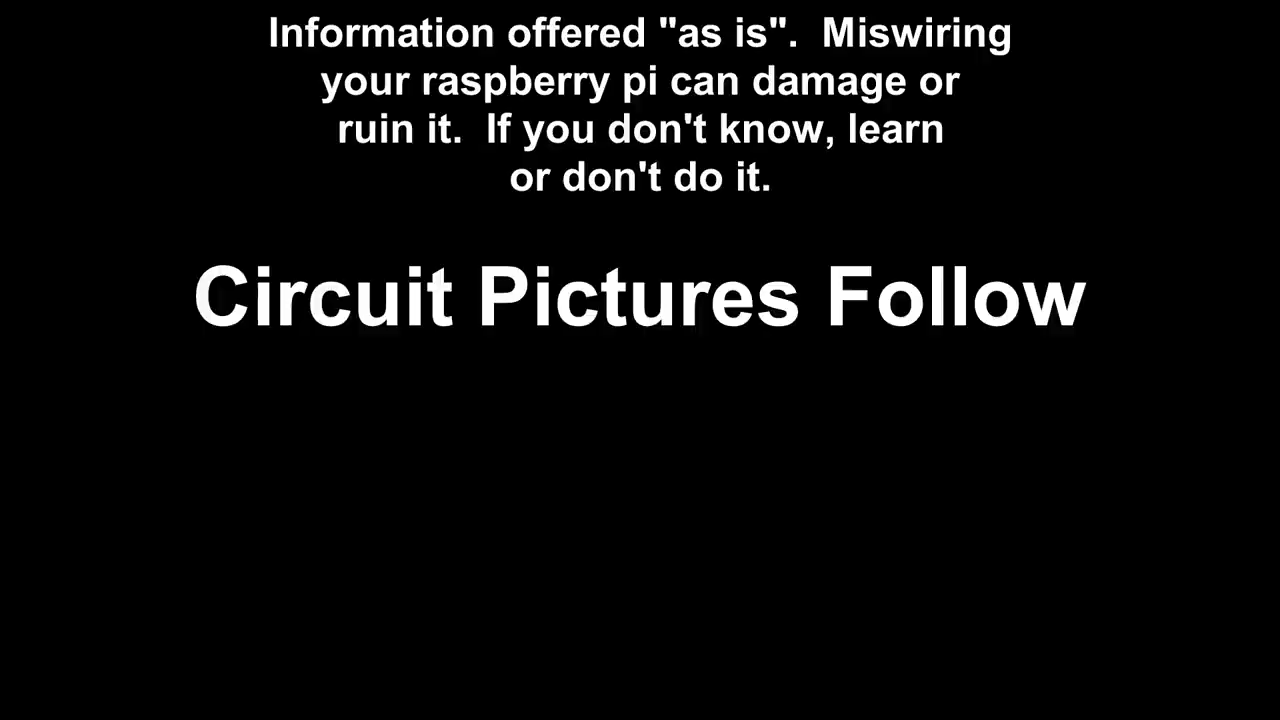 Information offered "as is".  Miswiring
your raspberry pi can damage or
ruin it.  If you don't know, learn
or don't do it.
Circuit Pictures Follow